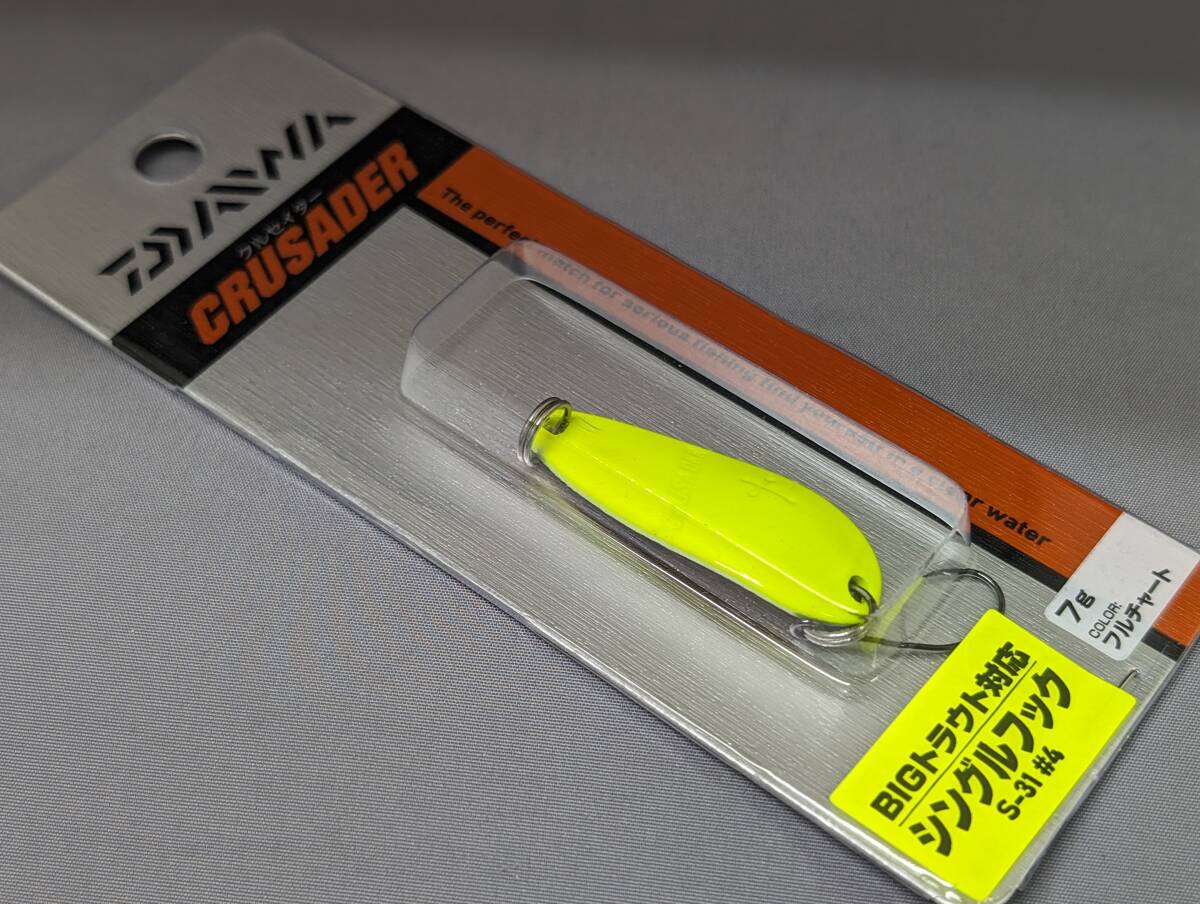 DAIWA
クルセイダー
CRUSADER
The perfect match for serious fishing find yourself in a clear water
7g
COLOR:
フルチャート
BIGトラウト対応
シングルフック
S-31 #4
CRUSADER